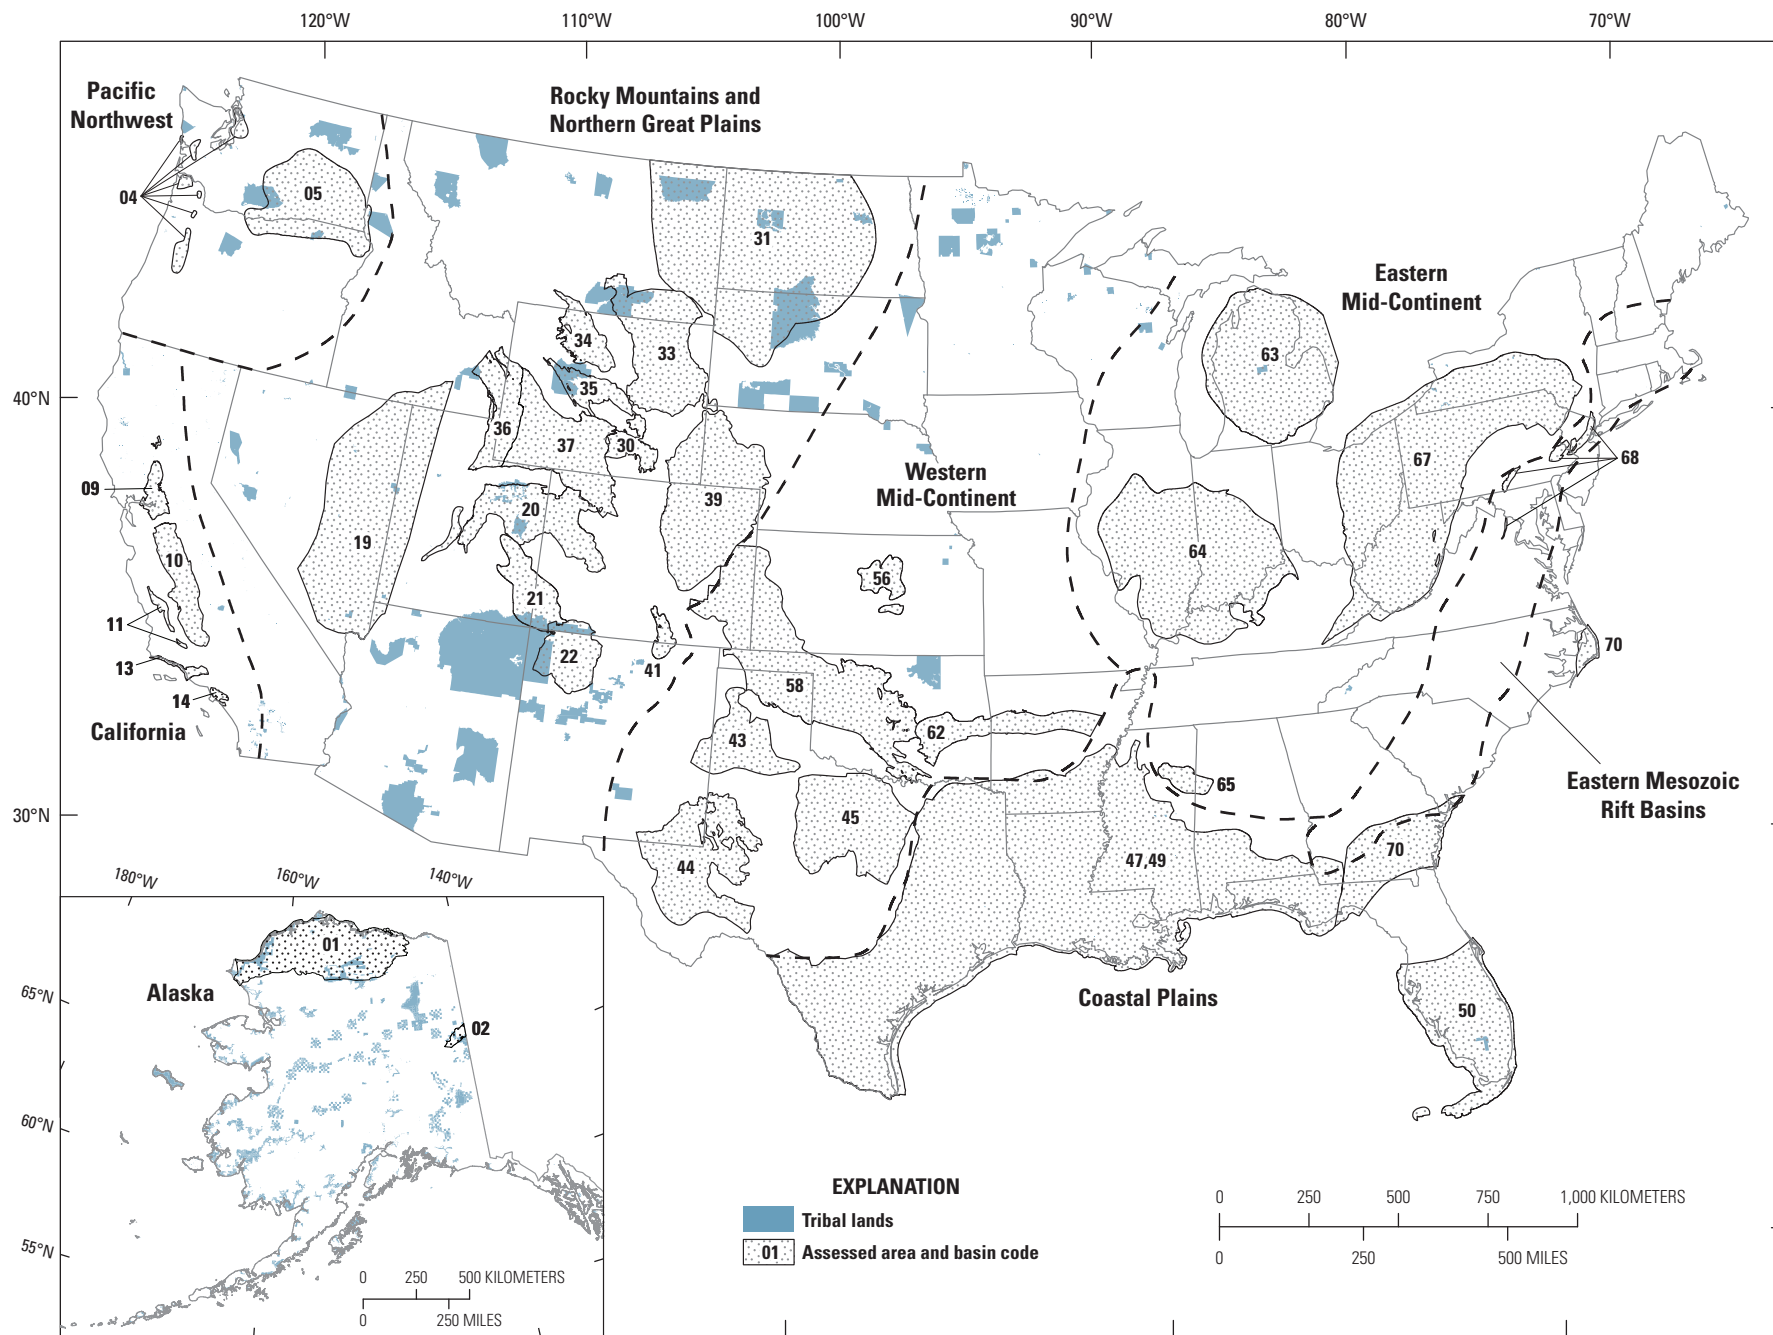 120°W
110°W
100°W
90°W
80°W
70°W
Pacific
Northwest
Rocky Mountains and
Northern Great Plains
04
05
31
Eastern
Mid-Continent
34
33
63
35
40°N
36
37
30
Western
Mid-Continent
67
68
09
39
20
19
10
64
56
21
11
70
22
13
41
58
14
California
62
43
65
Eastern Mesozoic
Rift Basins
30°N
45
44
47,49
70
180°W
160°W
140°W
01
65°N
Alaska
Coastal Plains
50
02
60°N
EXPLANATION
Tribal lands
01
Assessed area and basin code
0
250
500
750
1,000 KILOMETERS
0
250
500 MILES
55°N
0
250
500 KILOMETERS
0
250 MILES